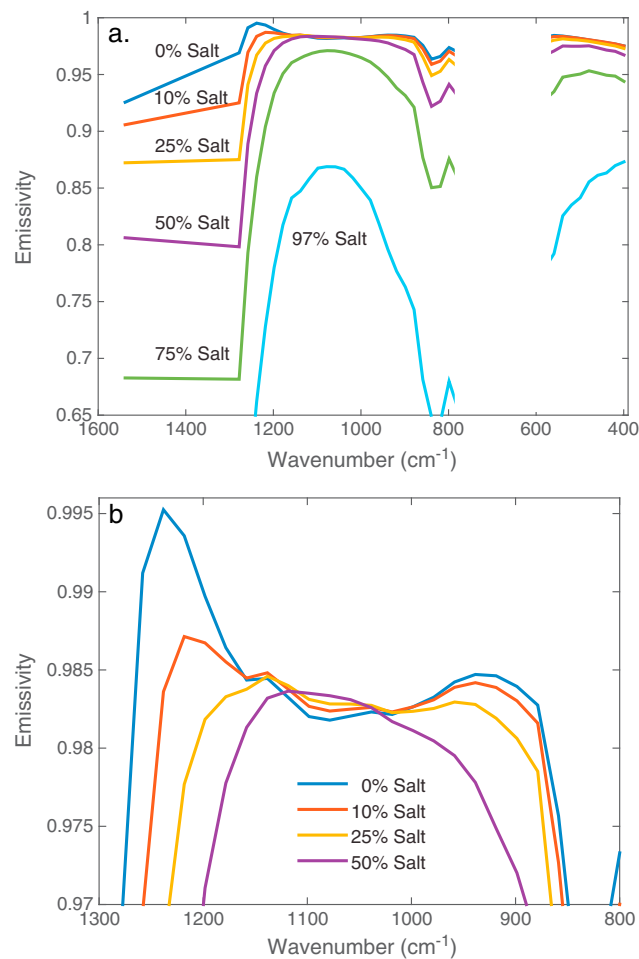 a.
1
0.95
0.9
0.85
0.8
0.75
0.7
0.65
Emissivity
0% Salt
10% Salt
25% Salt
50% Salt
97% Salt
75% Salt
1600 1400 1200 1000 800 600 400
Wavenumber (cm-1)
b
0.995
0.99
0.985
0.98
0.975
0.97
Emissivity
0% Salt
10% Salt
25% Salt
50% Salt
1300 1200 1100 1000 900 800
Wavenumber (cm-1)